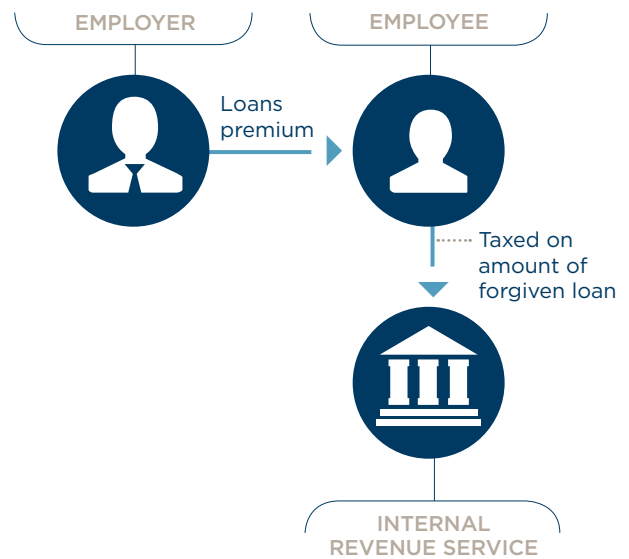 EMPLOYER
EMPLOYEE
Loans
premium
Taxed on
amount of
forgiven loan
INTERNAL
REVENUE SERVICE